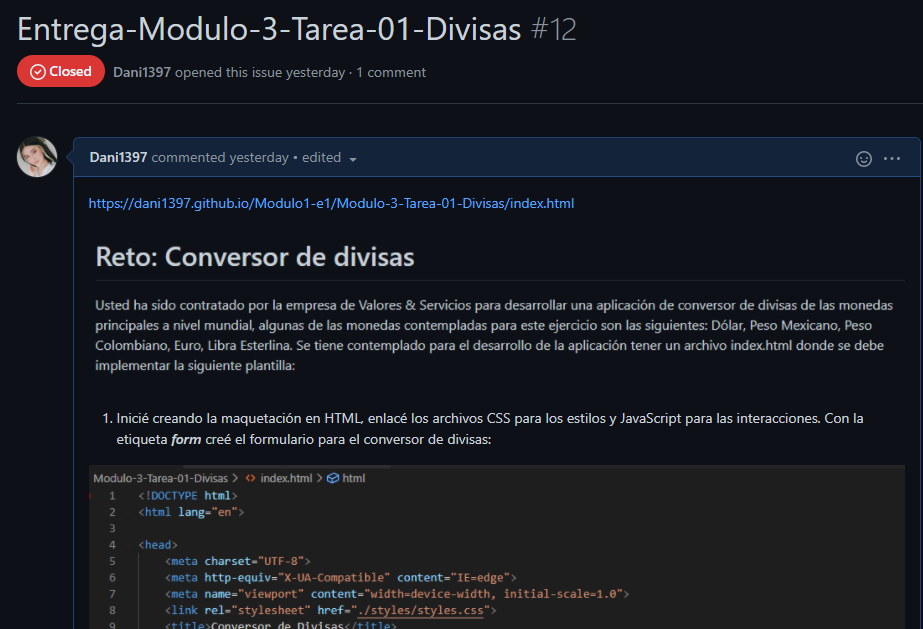 Entrega-Modulo-3-Tarea-01-Divisas #12
Closed Dani1397 opened this issue yesterday · 1 comment
Dani1397 commented yesterday • edited
https://dani1397.github.io/Modulo1-e1/Modulo-3-Tarea-01-Divisas/index.html
Reto: Conversor de divisas
Usted ha sido contratado por la empresa de Valores & Servicios para desarrollar una aplicación de conversor de divisas de las monedas
principales a nivel mundial, algunas de las monedas contempladas para este ejercicio son las siguientes: Dólar, Peso Mexicano, Peso
Colombiano, Euro, Libra Esterlina. Se tiene contemplado para el desarrollo de la aplicación tener un archivo index.html donde se debe
implementar la siguiente plantilla:
1. Inicié creando la maquetación en HTML, enlacé los archivos CSS para los estilos y JavaScript para las interacciones. Con la
etiqueta form creé el formulario para el conversor de divisas:
Modulo-3-Tarea-01-Divisas > <> index.html > html
1 <!DOCTYPE html>
2 <html lang="en">
3
4 <head>
5 <meta charset="UTF-8">
6 <meta http-equiv="X-UA-Compatible" content="IE=edge">
7 <meta name="viewport" content="width=device-width, initial-scale=1.0">
8 <link rel="stylesheet" href="./styles/styles.css">
9 <title>Conversor de Divisas</title>